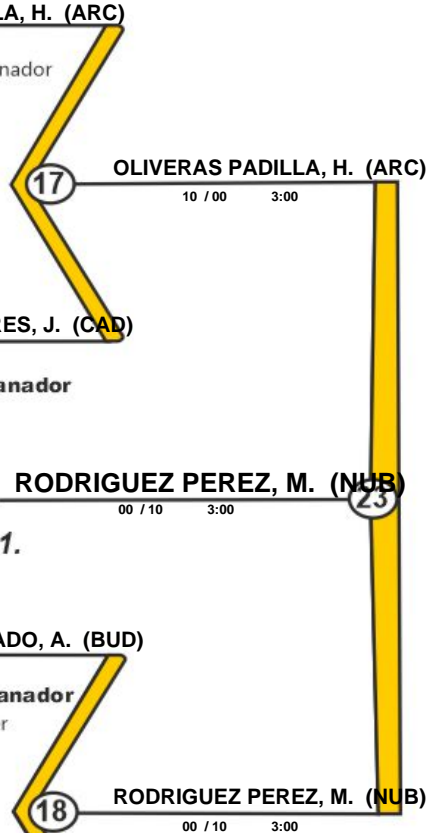 LA, H. (ARC)
nador
17
OLIVERAS PADILLA, H. (ARC)
10 / 00 3:00
RES, J. (CAD)
anador
RODRIGUEZ PEREZ, M. (NUB)
23
00 / 10 3:00
1.
ADO, A. (BUD)
anador
r
18
RODRIGUEZ PEREZ, M. (NUB)
00 / 10 3:00